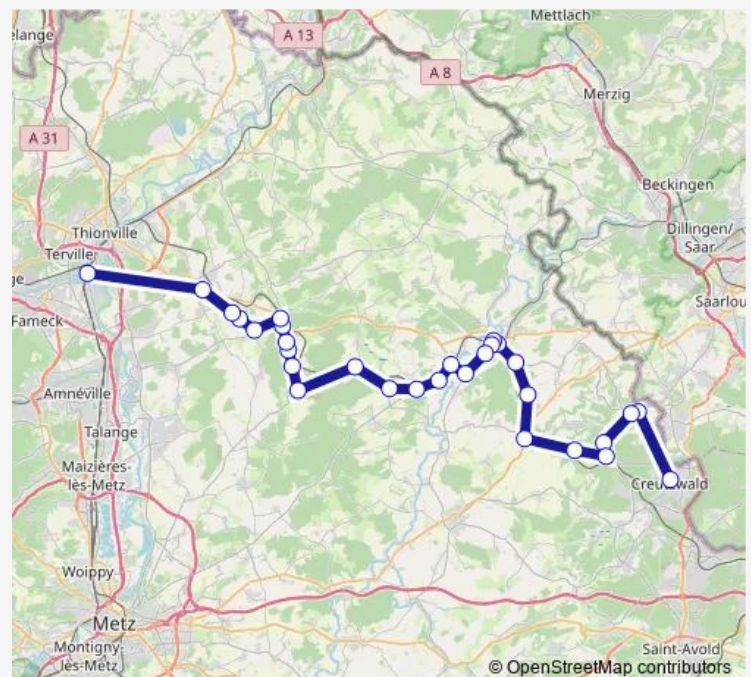 Mettlach
elange
A 13
A 8
Merzig
A 31
Beckingen
Thionville
Dillingen/
Saar
Terville
ge
Saarlou
Fameck
Amnéville
Talange
Maizières-
lès-Metz
Creutzwald
Woippy
Metz
Montigny-
lès-Metz
Saint-Avold
© OpenStreetMap contributors